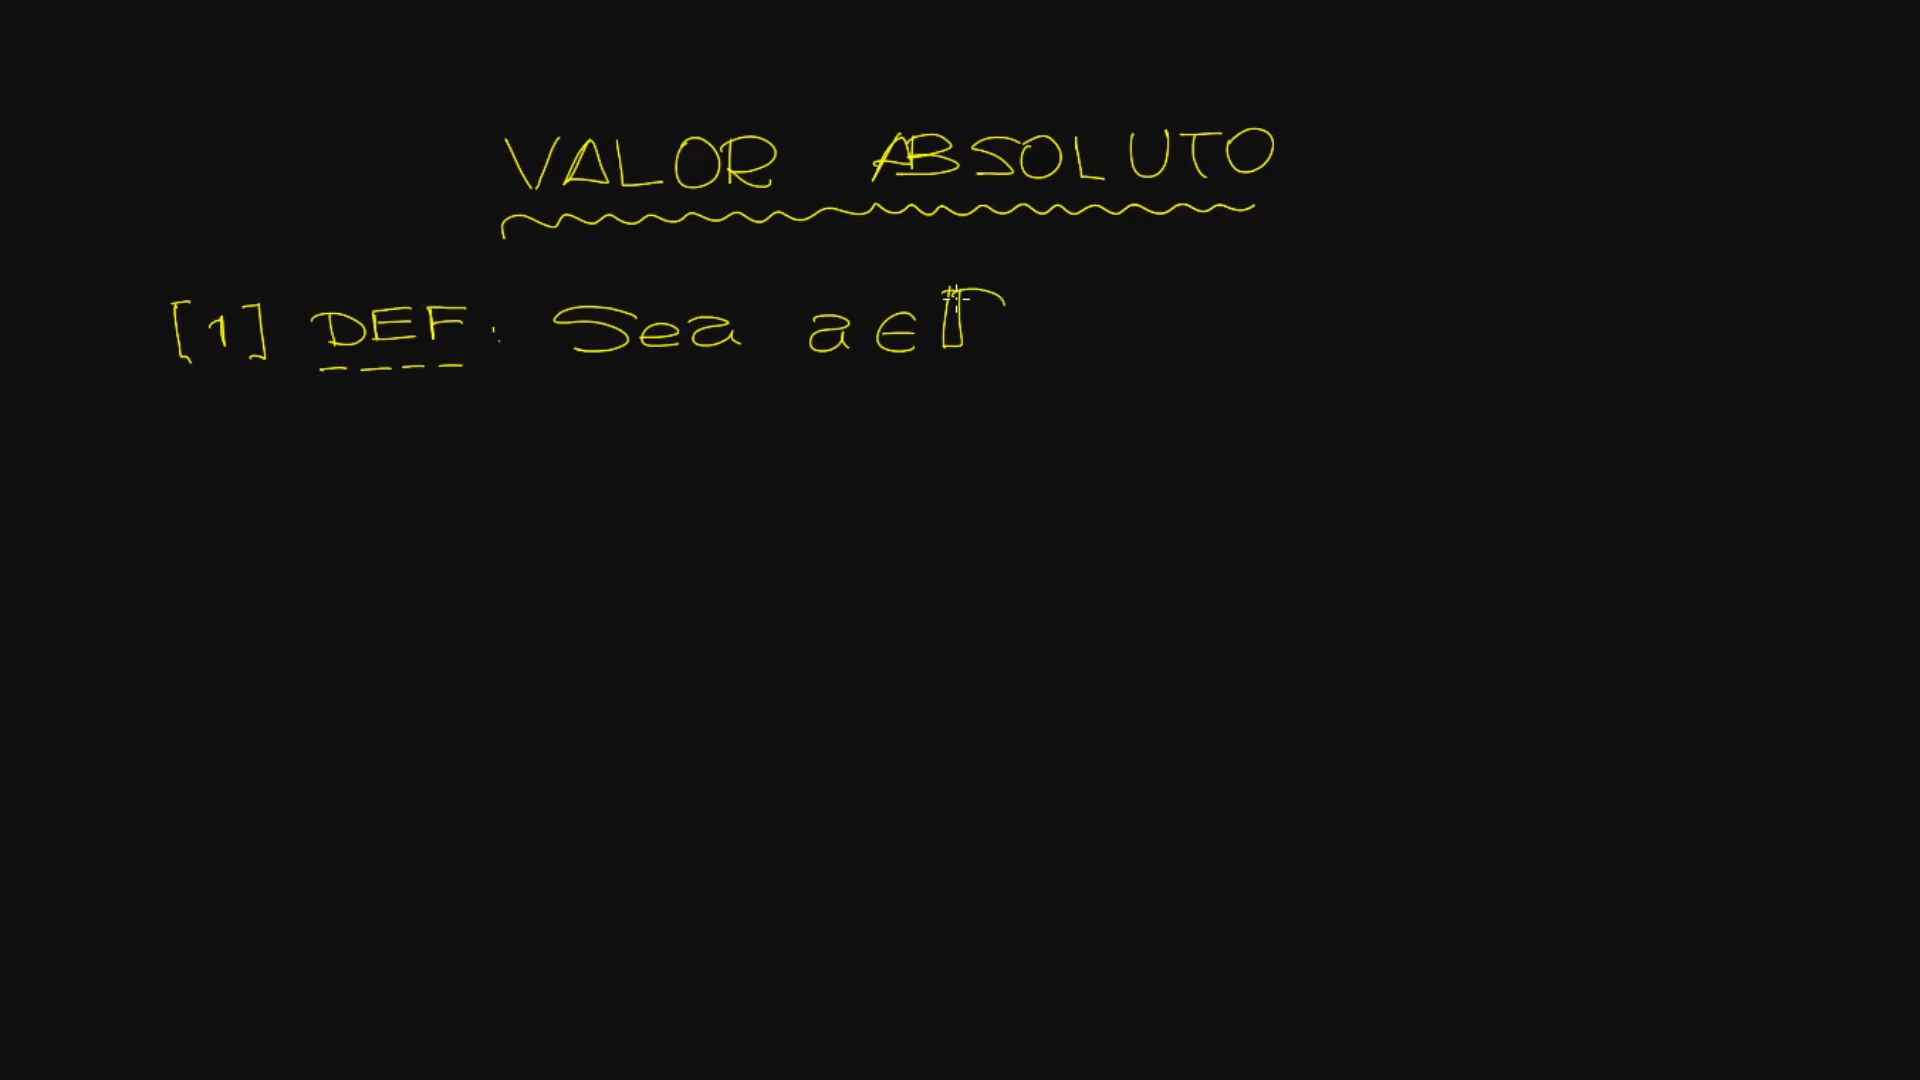 VALOR ABSOLUTO
[1] DEF: Sea a ∈